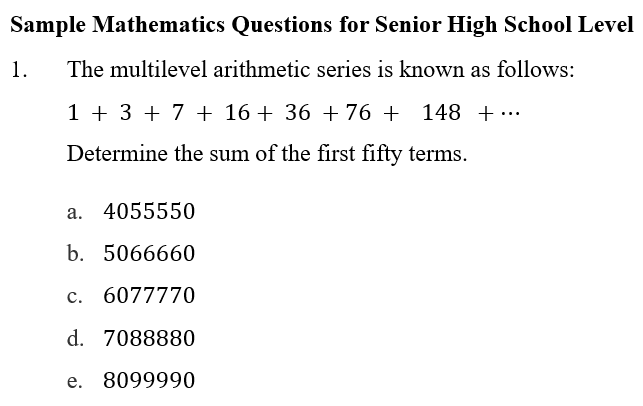 Sample Mathematics Questions for Senior High School Level
1. The multilevel arithmetic series is known as follows:
1 + 3 + 7 + 16 + 36 + 76 + 148 + ⋯
Determine the sum of the first fifty terms.
a. 4055550
b. 5066660
c. 6077770
d. 7088880
e. 8099990